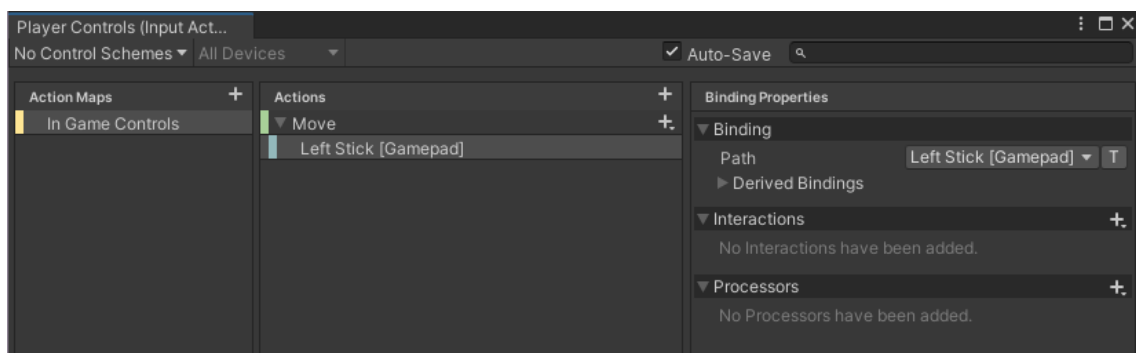 Player Controls (Input Act...
No Control Schemes All Devices Auto-Save
Action Maps
In Game Controls
Actions
Move
Left Stick [Gamepad]
Binding Properties
Binding
Path Left Stick [Gamepad] T
Derived Bindings
Interactions
No Interactions have been added.
Processors
No Processors have been added.